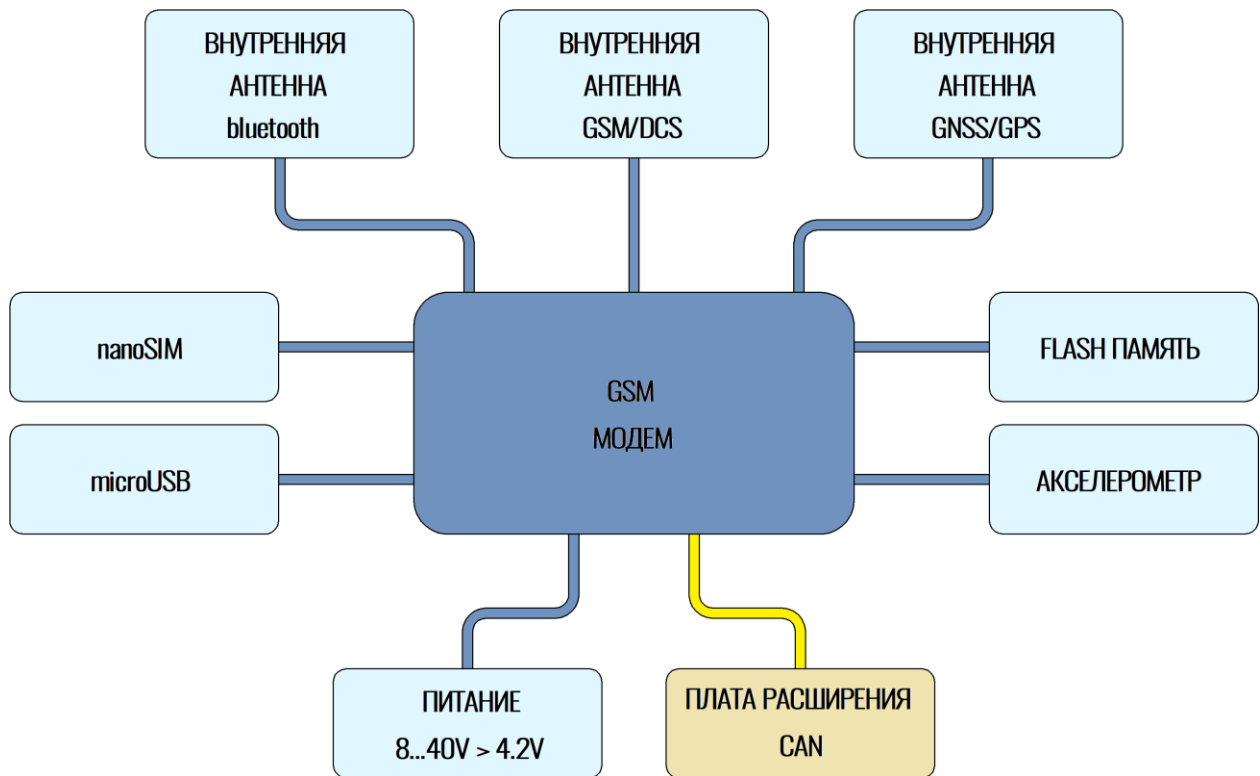 ВНУТРЕННЯЯ
АНТЕННА
bluetooth
ВНУТРЕННЯЯ
АНТЕННА
GSM/DCS
ВНУТРЕННЯЯ
АНТЕННА
GNSS/GPS
nanoSIM
GSM
МОДЕМ
FLASH ПАМЯТЬ
microUSB
АКСЕЛЕРОМЕТР
ПИТАНИЕ
8...40V > 4.2V
ПЛАТА РАСШИРЕНИЯ
CAN